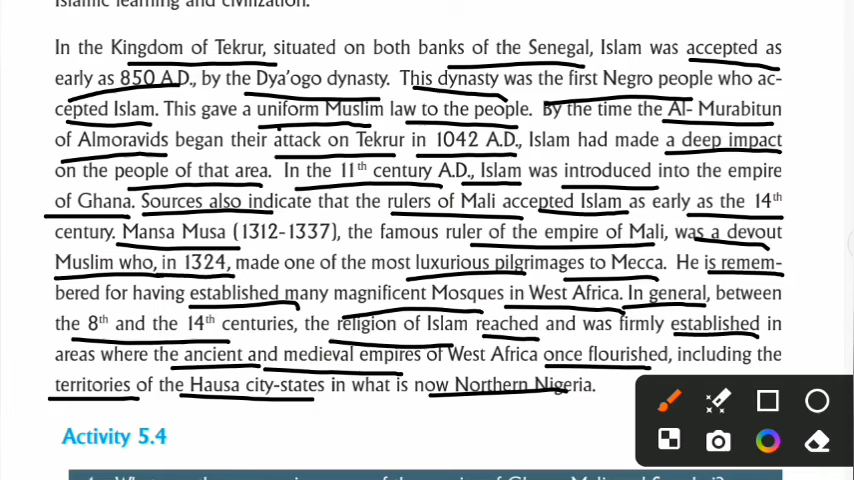 Islamic learning and civilization.
In the Kingdom of Tekrur, situated on both banks of the Senegal, Islam was accepted as
early as 850 A.D., by the Dya’ogo dynasty. This dynasty was the first Negro people who ac-
cepted Islam. This gave a uniform Muslim law to the people. By the time the Al- Murabitun
of Almoravids began their attack on Tekrur in 1042 A.D., Islam had made a deep impact
on the people of that area. In the 11th century A.D., Islam was introduced into the empire
of Ghana. Sources also indicate that the rulers of Mali accepted Islam as early as the 14th
century. Mansa Musa (1312-1337), the famous ruler of the empire of Mali, was a devout
Muslim who, in 1324, made one of the most luxurious pilgrimages to Mecca. He is remem-
bered for having established many magnificent Mosques in West Africa. In general, between
the 8th and the 14th centuries, the religion of Islam reached and was firmly established in
areas where the ancient and medieval empires of West Africa once flourished, including the
territories of the Hausa city-states in what is now Northern Nigeria.
Activity 5.4